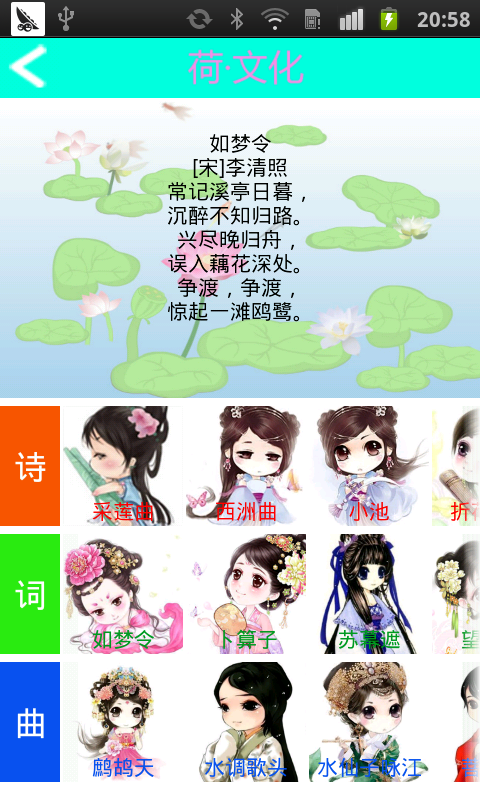 20:58
荷·文化
如梦令
[宋]李清照
常记溪亭日暮，
沉醉不知归路。
兴尽晚归舟，
误入藕花深处。
争渡，争渡，
惊起一滩鸥鹭。
诗
采莲曲
西洲曲
小池
折
词
如梦令
卜算子
苏幕遮
望
曲
鹧鸪天
水调歌头
水仙子咏江